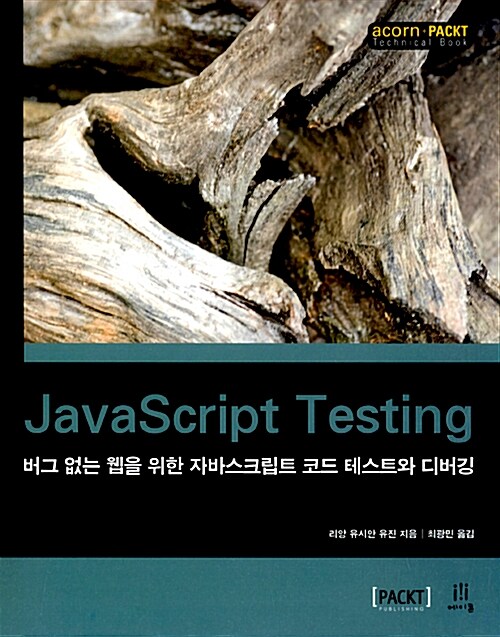 acorn·PACKT
Technical Book
JavaScript Testing
버그 없는 웹을 위한 자바스크립트 코드 테스트와 디버깅
리앙 유시안 유진 지음 | 최광민 옮김
[PACKT]
PUBLISHING
에이콘